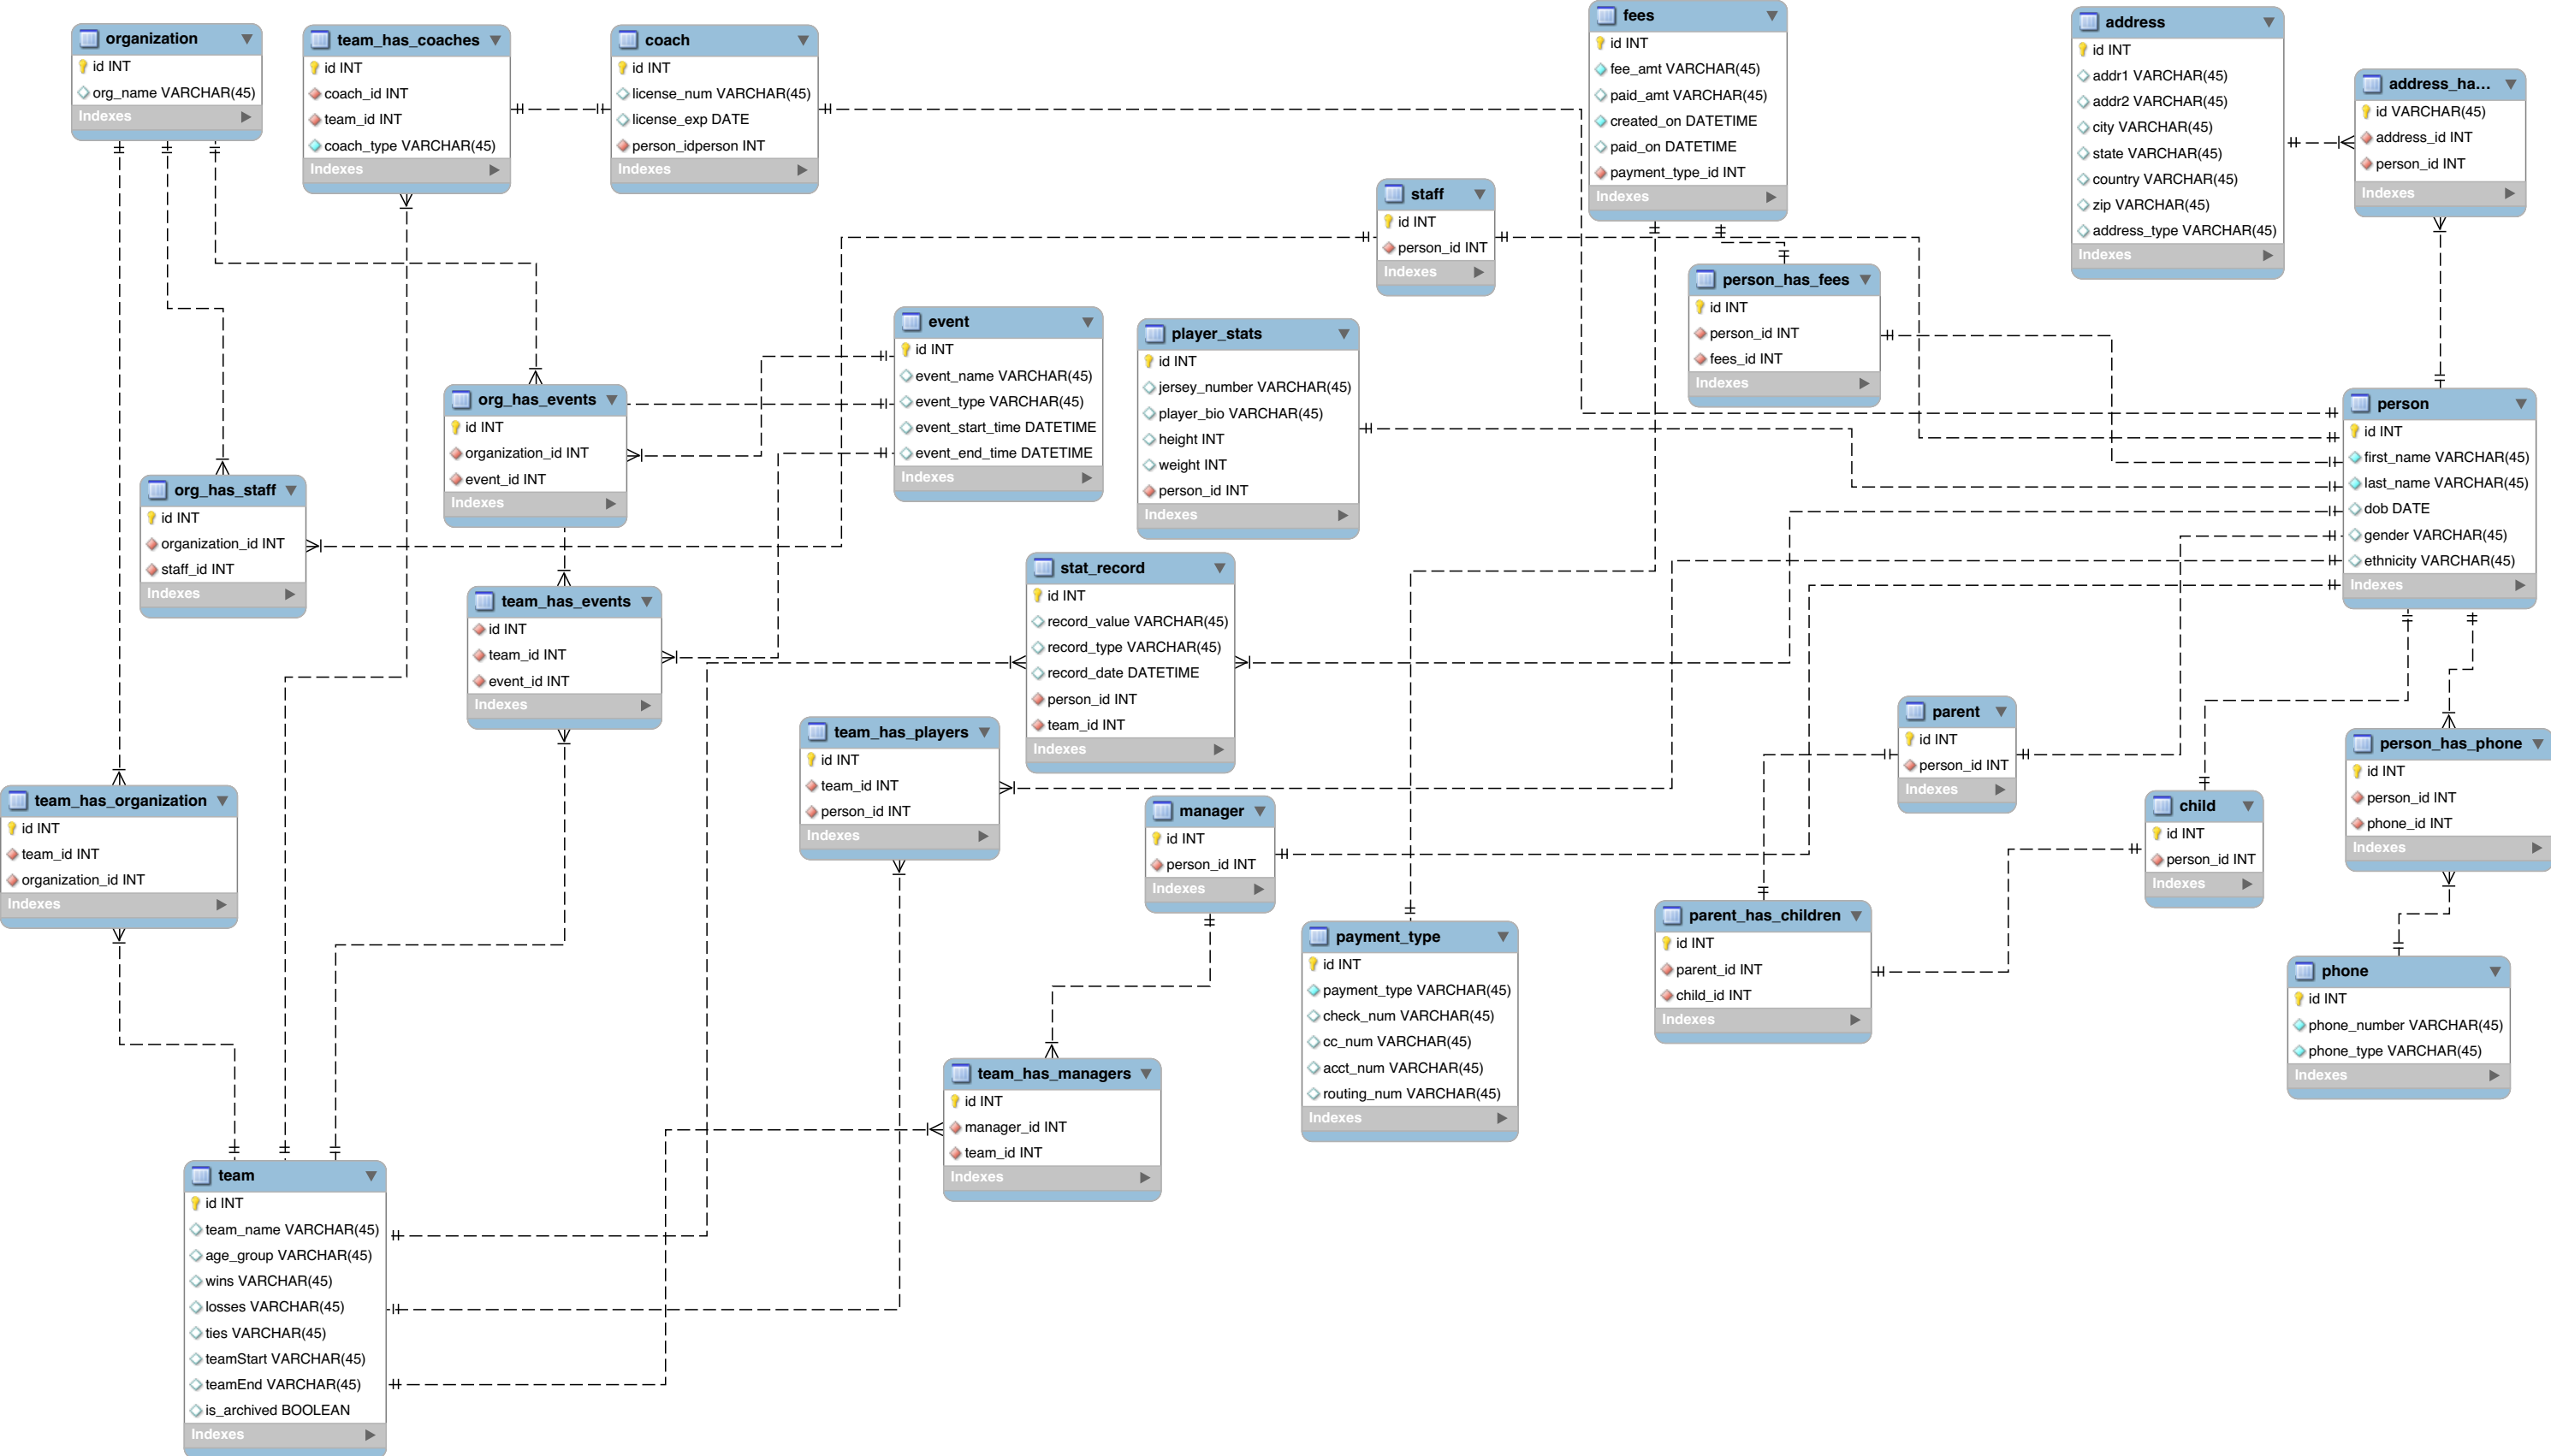 organization
id INT
org_name VARCHAR(45)
Indexes
team_has_coaches
id INT
coach_id INT
team_id INT
coach_type VARCHAR(45)
Indexes
coach
id INT
license_num VARCHAR(45)
license_exp DATE
person_idperson INT
Indexes
fees
id INT
fee_amt VARCHAR(45)
paid_amt VARCHAR(45)
created_on DATETIME
paid_on DATETIME
payment_type_id INT
Indexes
address
id INT
addr1 VARCHAR(45)
addr2 VARCHAR(45)
city VARCHAR(45)
state VARCHAR(45)
country VARCHAR(45)
zip VARCHAR(45)
address_type VARCHAR(45)
Indexes
address_ha...
id VARCHAR(45)
address_id INT
person_id INT
Indexes
staff
id INT
person_id INT
Indexes
person_has_fees
id INT
person_id INT
fees_id INT
Indexes
event
id INT
event_name VARCHAR(45)
event_type VARCHAR(45)
event_start_time DATETIME
event_end_time DATETIME
Indexes
player_stats
id INT
jersey_number VARCHAR(45)
player_bio VARCHAR(45)
height INT
weight INT
person_id INT
Indexes
org_has_events
id INT
organization_id INT
event_id INT
Indexes
person
id INT
first_name VARCHAR(45)
last_name VARCHAR(45)
dob DATE
gender VARCHAR(45)
ethnicity VARCHAR(45)
Indexes
org_has_staff
id INT
organization_id INT
staff_id INT
Indexes
stat_record
id INT
record_value VARCHAR(45)
record_type VARCHAR(45)
record_date DATETIME
person_id INT
team_id INT
Indexes
team_has_events
id INT
team_id INT
event_id INT
Indexes
team_has_players
id INT
team_id INT
person_id INT
Indexes
parent
id INT
person_id INT
Indexes
person_has_phone
id INT
person_id INT
phone_id INT
Indexes
team_has_organization
id INT
team_id INT
organization_id INT
Indexes
manager
id INT
person_id INT
Indexes
child
id INT
person_id INT
Indexes
parent_has_children
id INT
parent_id INT
child_id INT
Indexes
payment_type
id INT
payment_type VARCHAR(45)
check_num VARCHAR(45)
cc_num VARCHAR(45)
acct_num VARCHAR(45)
routing_num VARCHAR(45)
Indexes
phone
id INT
phone_number VARCHAR(45)
phone_type VARCHAR(45)
Indexes
team_has_managers
id INT
manager_id INT
team_id INT
Indexes
team
id INT
team_name VARCHAR(45)
age_group VARCHAR(45)
wins VARCHAR(45)
losses VARCHAR(45)
ties VARCHAR(45)
teamStart VARCHAR(45)
teamEnd VARCHAR(45)
is_archived BOOLEAN
Indexes